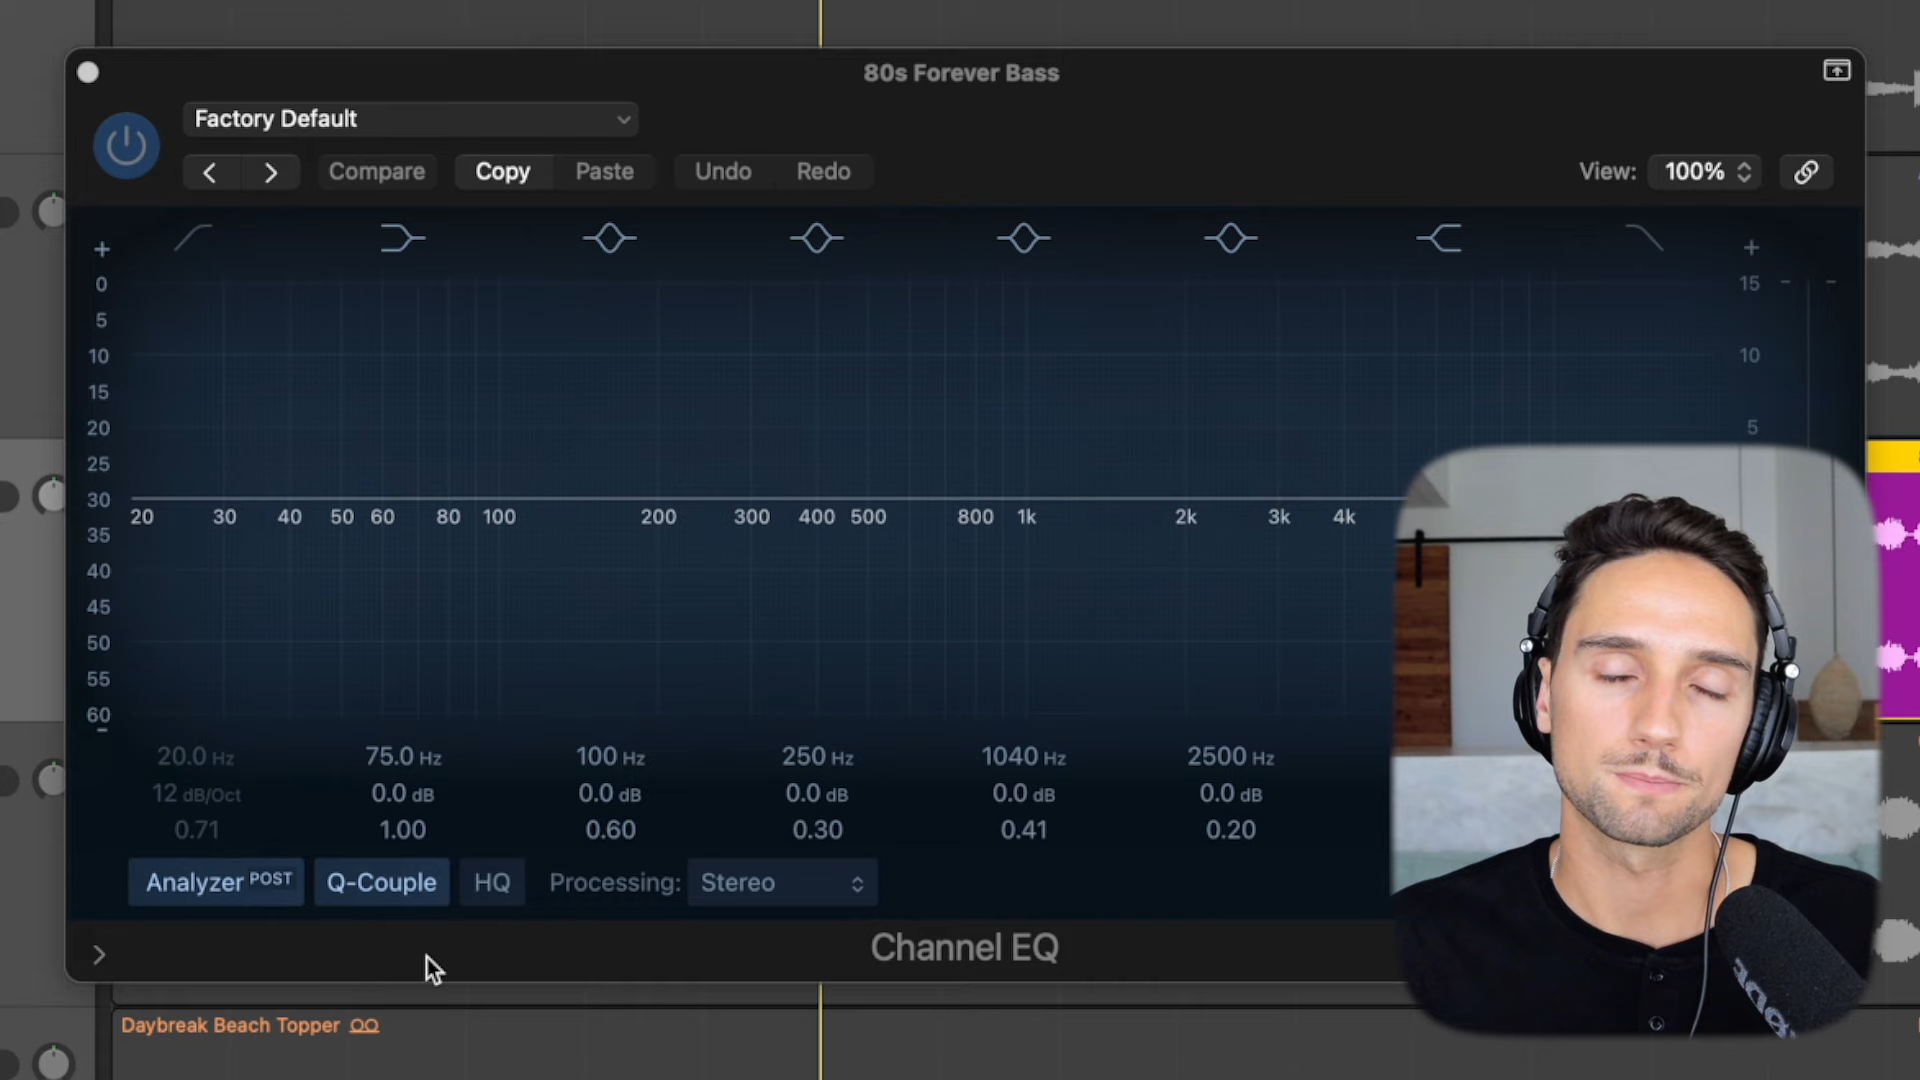 80s Forever Bass
Factory Default
Compare Copy Paste Undo Redo View: 100%
+ +
0 15
5
10 10
15
20 5
25
30
20 30 40 50 60 80 100 200 300 400 500 800 1k 2k 3k 4k
35
40
45
50
55
60
-
20.0 Hz 75.0 Hz 100 Hz 250 Hz 1040 Hz 2500 Hz
12 dB/Oct 0.0 dB 0.0 dB 0.0 dB 0.0 dB 0.0 dB
0.71 1.00 0.60 0.30 0.41 0.20
Analyzer POST Q-Couple HQ Processing: Stereo
Channel EQ
Daybreak Beach Topper